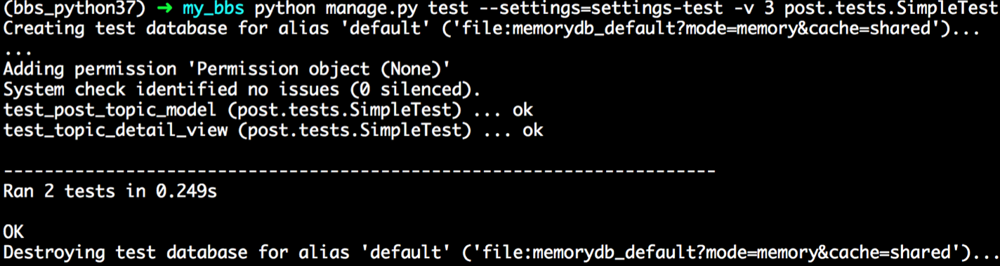 (bbs_python37) → my_bbs python manage.py test --settings=settings-test -v 3 post.tests.SimpleTest
Creating test database for alias 'default' ('file:memorydb_default?mode=memory&cache=shared')...
...
Adding permission 'Permission object (None)'
System check identified no issues (0 silenced).
test_post_topic_model (post.tests.SimpleTest) ... ok
test_topic_detail_view (post.tests.SimpleTest) ... ok
----------------------------------------------------------------------
Ran 2 tests in 0.249s
OK
Destroying test database for alias 'default' ('file:memorydb_default?mode=memory&cache=shared')...